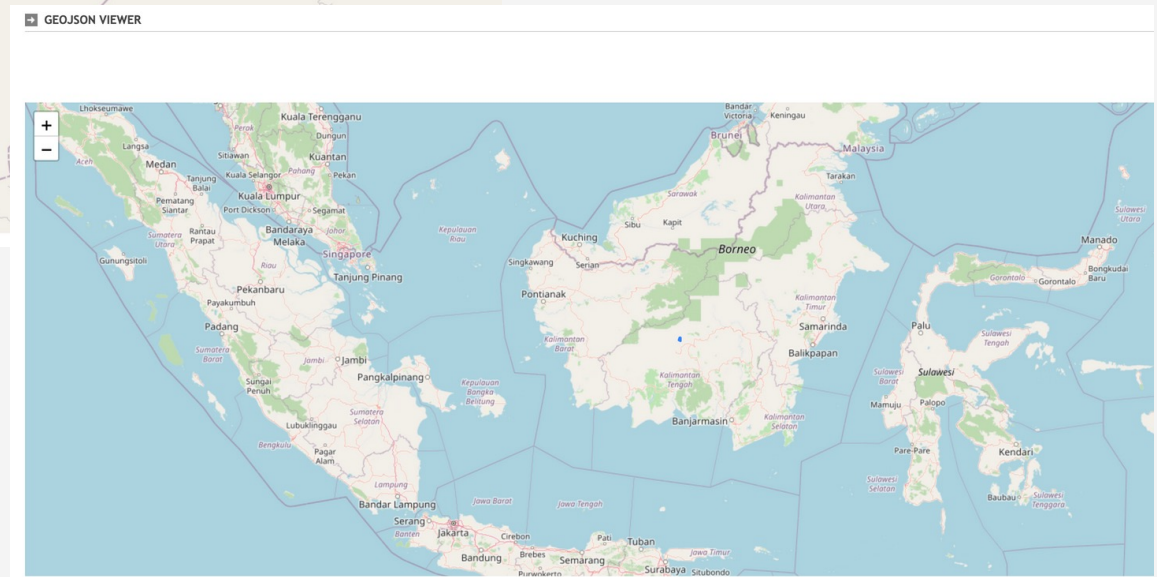 GEOJSON VIEWER
+
−
Lhokseumawe
Langsa
Aceh
Medan
Tanjung
Balai
Pematang
Siantar
Sumatera
Utara
Rantau
Prapat
Gunungsitoli
Perak
Sitiawan
Kuala Terengganu
Dungun
Kuantan
Kuala Selangor
Pahang
Pekan
Kuala Lumpur
Port Dickson
Segamat
Bandaraya
Melaka
Johor
Singapore
Tanjung Pinang
Riau
Pekanbaru
Payakumbuh
Padang
Sumatera
Barat
Jambi
Jambi
Sungai
Penuh
Pangkalpinang
Kepulauan
Bangka
Belitung
Kepulauan
Riau
Sumatera
Selatan
Lubuklinggau
Bengkulu
Pagar
Alam
Lampung
Bandar Lampung
Serang
Banten
Jakarta
Bandung
Cirebon
Brebes
Purwokerto
Jawa Barat
Jawa Tengah
Pati
Semarang
Tuban
Surabaya
Jawa Timur
Situbondo
Bandar
Victoria
Keningau
Brunei
Malaysia
Tarakan
Sarawak
Kalimantan
Utara
Sibu
Kapit
Kuching
Serian
Singkawang
Borneo
Pontianak
Kalimantan
Barat
Kalimantan
Timur
Samarinda
Balikpapan
Kalimantan
Tengah
Banjarmasin
Kalimantan
Selatan
Sulawesi
Utara
Manado
Bongkudai
Baru
Gorontalo
Gorontalo
Palu
Sulawesi
Tengah
Sulawesi
Barat
Sulawesi
Mamuju
Palopo
Pare-Pare
Kendari
Sulawesi
Selatan
Baubau
Sulawesi
Tenggara